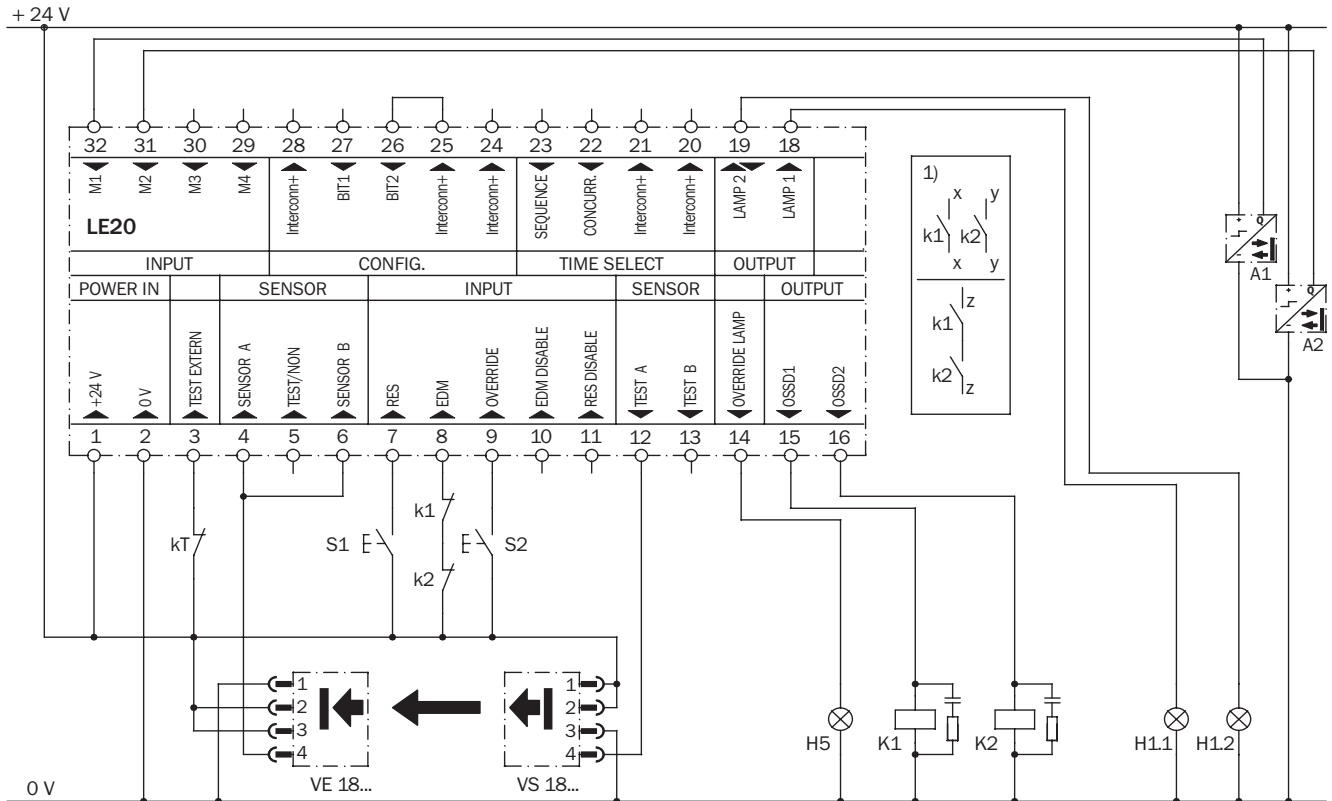 + 24 V
32 31 30 29 28 27 26 25 24 23 22 21 20 19 18
M1 M2 M3 M4 Interconn+ BIT1 BIT2 Interconn+ Interconn+ SEQUENCE CONCURR. Interconn+ Interconn+ LAMP 2 LAMP 1
LE20
INPUT CONFIG. TIME SELECT OUTPUT
POWER IN SENSOR INPUT SENSOR OUTPUT
+24 V 0 V TEST EXTERN SENSOR A TEST/NON SENSOR B RES EDM OVERRIDE EDM DISABLE RES DISABLE TEST A TEST B OVERRIDE LAMP OSSD1 OSSD2
1 2 3 4 5 6 7 8 9 10 11 12 13 14 15 16
1)
x y
k1 k2
x y
z
k1
k2
z
+ Q
-
A1
+ Q
-
A2
kT S1 k1 S2
k2
1 1
2 2
3 3
4 4
VE 18... VS 18...
H5 K1 K2 H1.1 H1.2
0 V